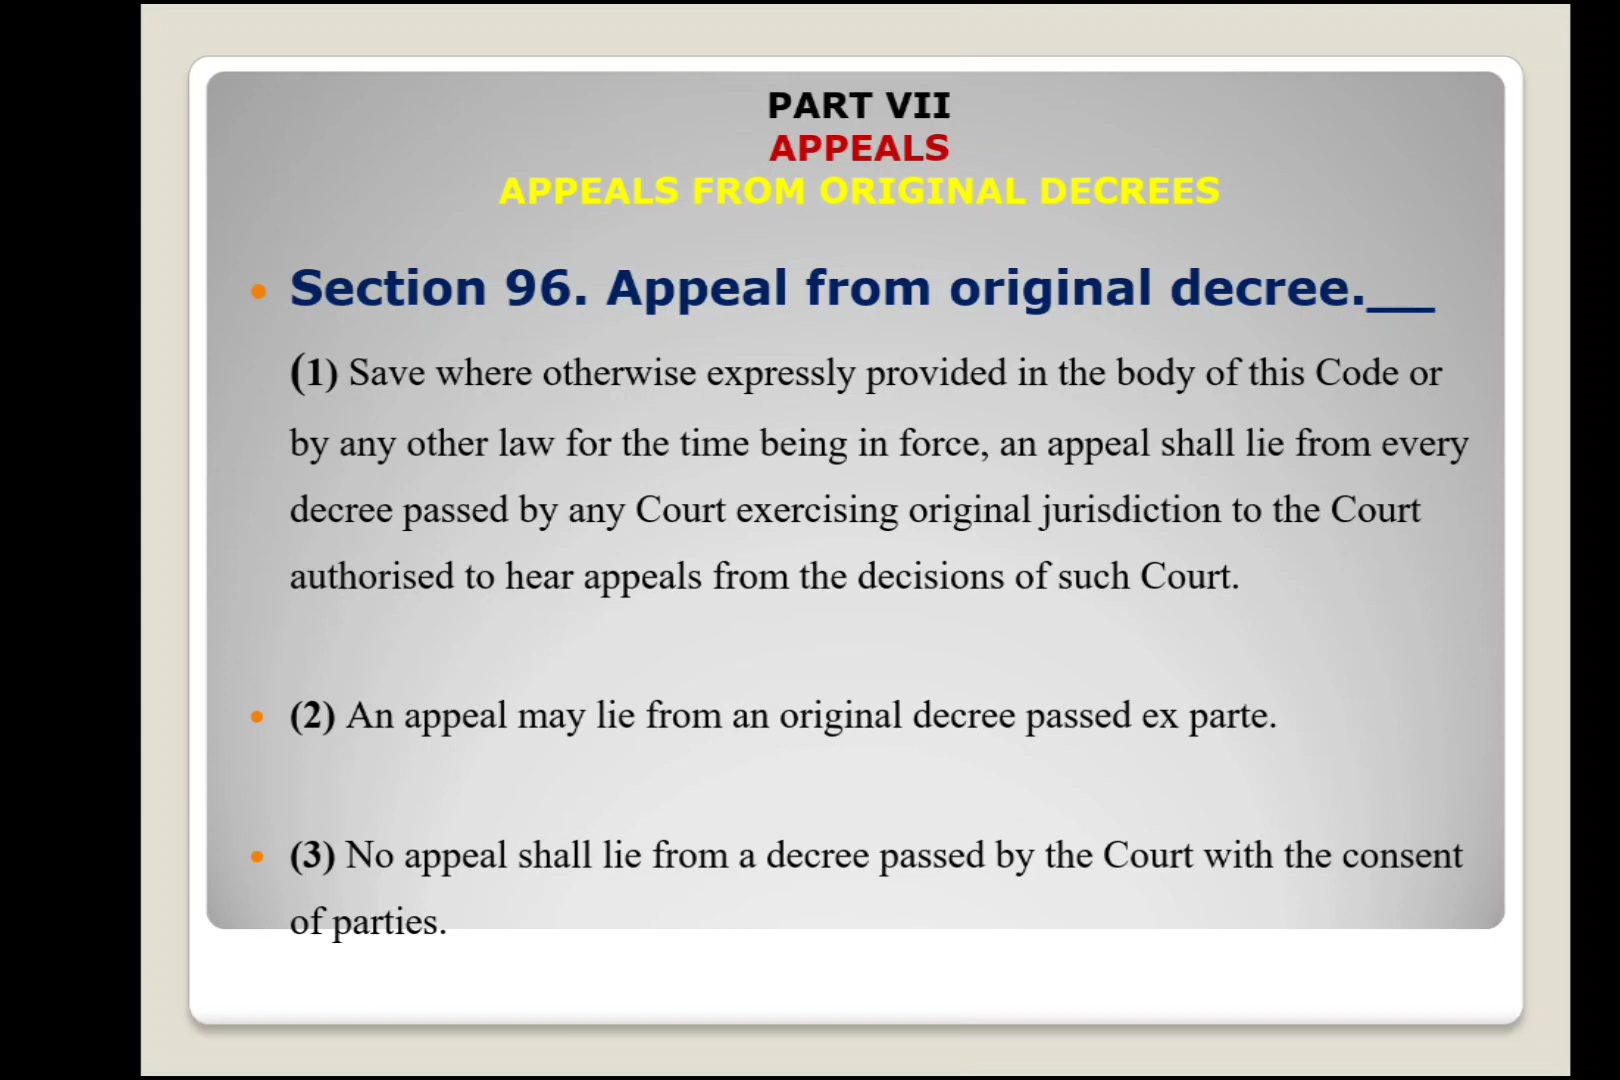 PART VII
APPEALS
APPEALS FROM ORIGINAL DECREES
• Section 96. Appeal from original decree.__
(1) Save where otherwise expressly provided in the body of this Code or
by any other law for the time being in force, an appeal shall lie from every
decree passed by any Court exercising original jurisdiction to the Court
authorised to hear appeals from the decisions of such Court.
• (2) An appeal may lie from an original decree passed ex parte.
• (3) No appeal shall lie from a decree passed by the Court with the consent
of parties.